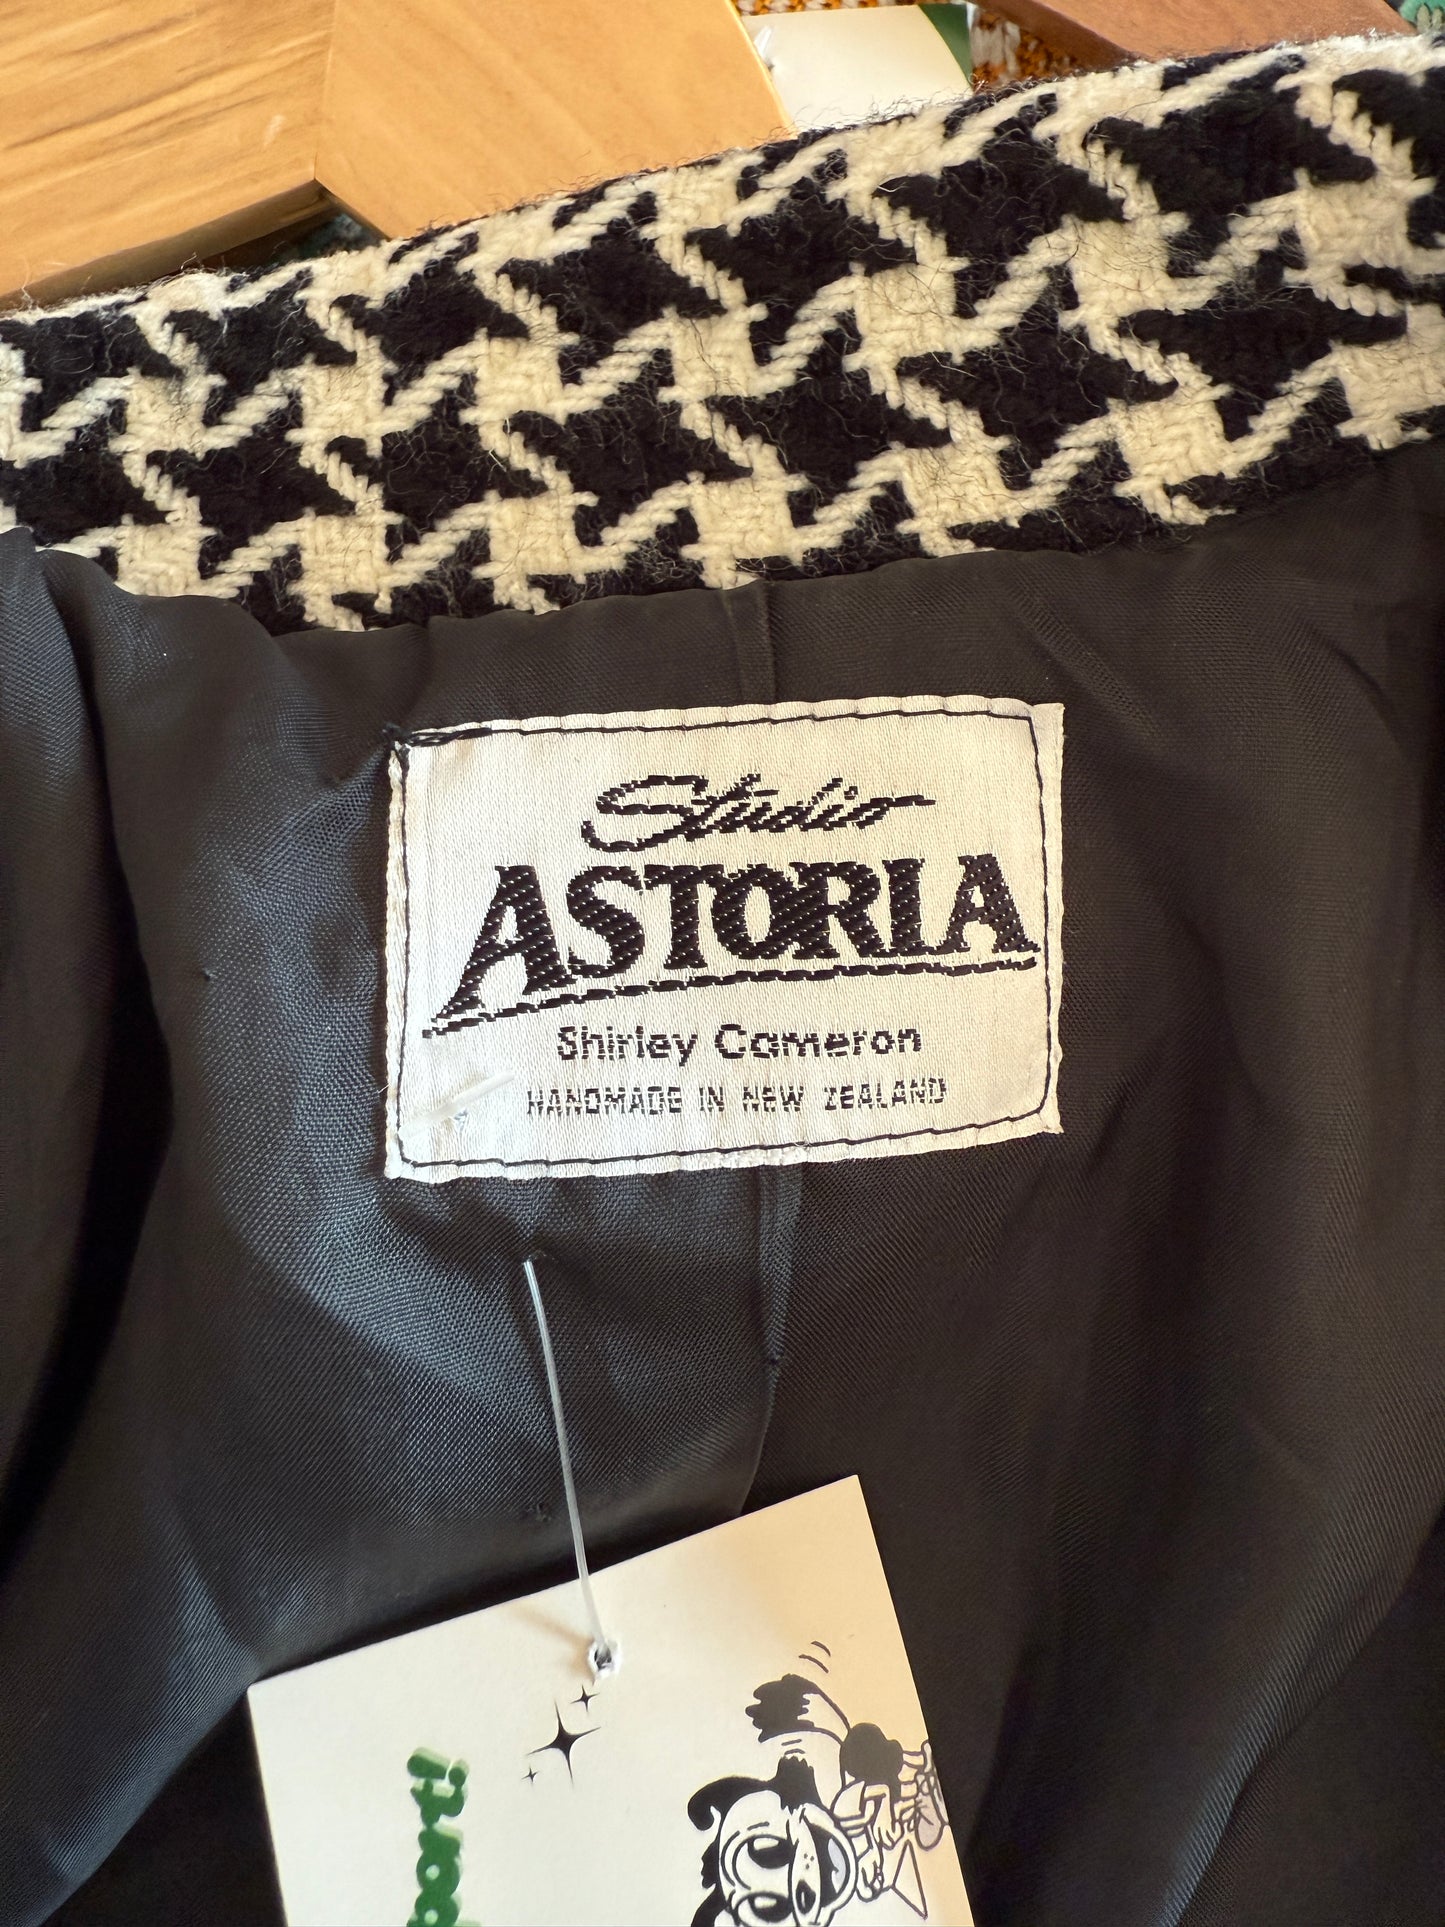 Studio
ASTORIA
Shirley Cameron
HANDMADE IN NEW ZEALAND